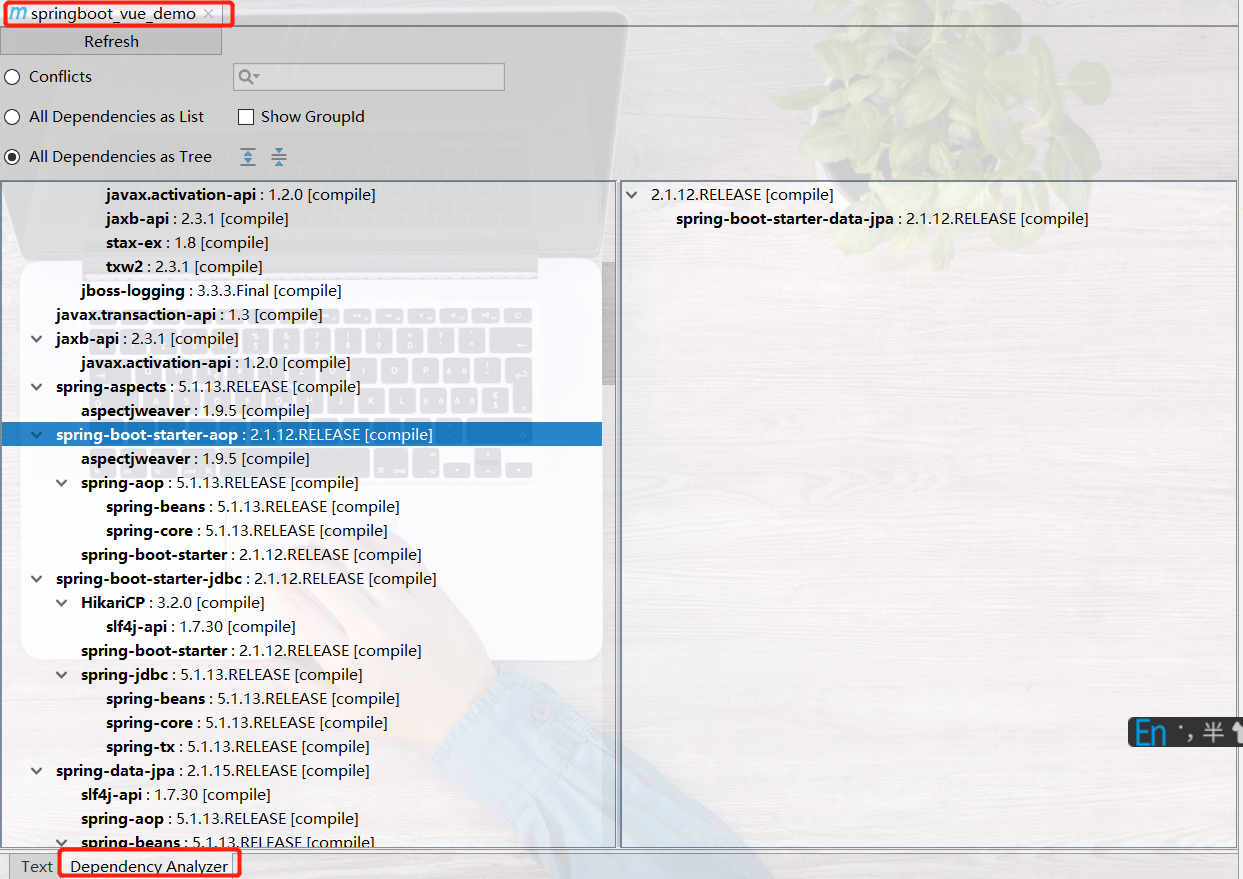 springboot_vue_demo
Refresh
Conflicts
All Dependencies as List
Show GroupId
All Dependencies as Tree
javax.activation-api : 1.2.0 [compile]
jaxb-api : 2.3.1 [compile]
stax-ex : 1.8 [compile]
txw2 : 2.3.1 [compile]
jboss-logging : 3.3.3.Final [compile]
javax.transaction-api : 1.3 [compile]
jaxb-api : 2.3.1 [compile]
javax.activation-api : 1.2.0 [compile]
spring-aspects : 5.1.13.RELEASE [compile]
aspectjweaver : 1.9.5 [compile]
spring-boot-starter-aop : 2.1.12.RELEASE [compile]
aspectjweaver : 1.9.5 [compile]
spring-aop : 5.1.13.RELEASE [compile]
spring-beans : 5.1.13.RELEASE [compile]
spring-core : 5.1.13.RELEASE [compile]
spring-boot-starter : 2.1.12.RELEASE [compile]
spring-boot-starter-jdbc : 2.1.12.RELEASE [compile]
HikariCP : 3.2.0 [compile]
slf4j-api : 1.7.30 [compile]
spring-boot-starter : 2.1.12.RELEASE [compile]
spring-jdbc : 5.1.13.RELEASE [compile]
spring-beans : 5.1.13.RELEASE [compile]
spring-core : 5.1.13.RELEASE [compile]
spring-tx : 5.1.13.RELEASE [compile]
spring-data-jpa : 2.1.15.RELEASE [compile]
slf4j-api : 1.7.30 [compile]
spring-aop : 5.1.13.RELEASE [compile]
spring-beans : 5.1.13.RELEASE [compile]
2.1.12.RELEASE [compile]
spring-boot-starter-data-jpa : 2.1.12.RELEASE [compile]
En 半
Text
Dependency Analyzer